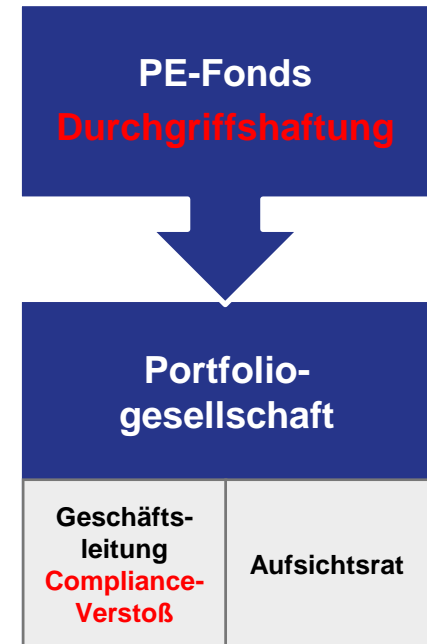 PE-Fonds
Durchgriffshaftung
Portfolio-
gesellschaft
Geschäfts-
leitung
Compliance-
Verstoß
Aufsichtsrat